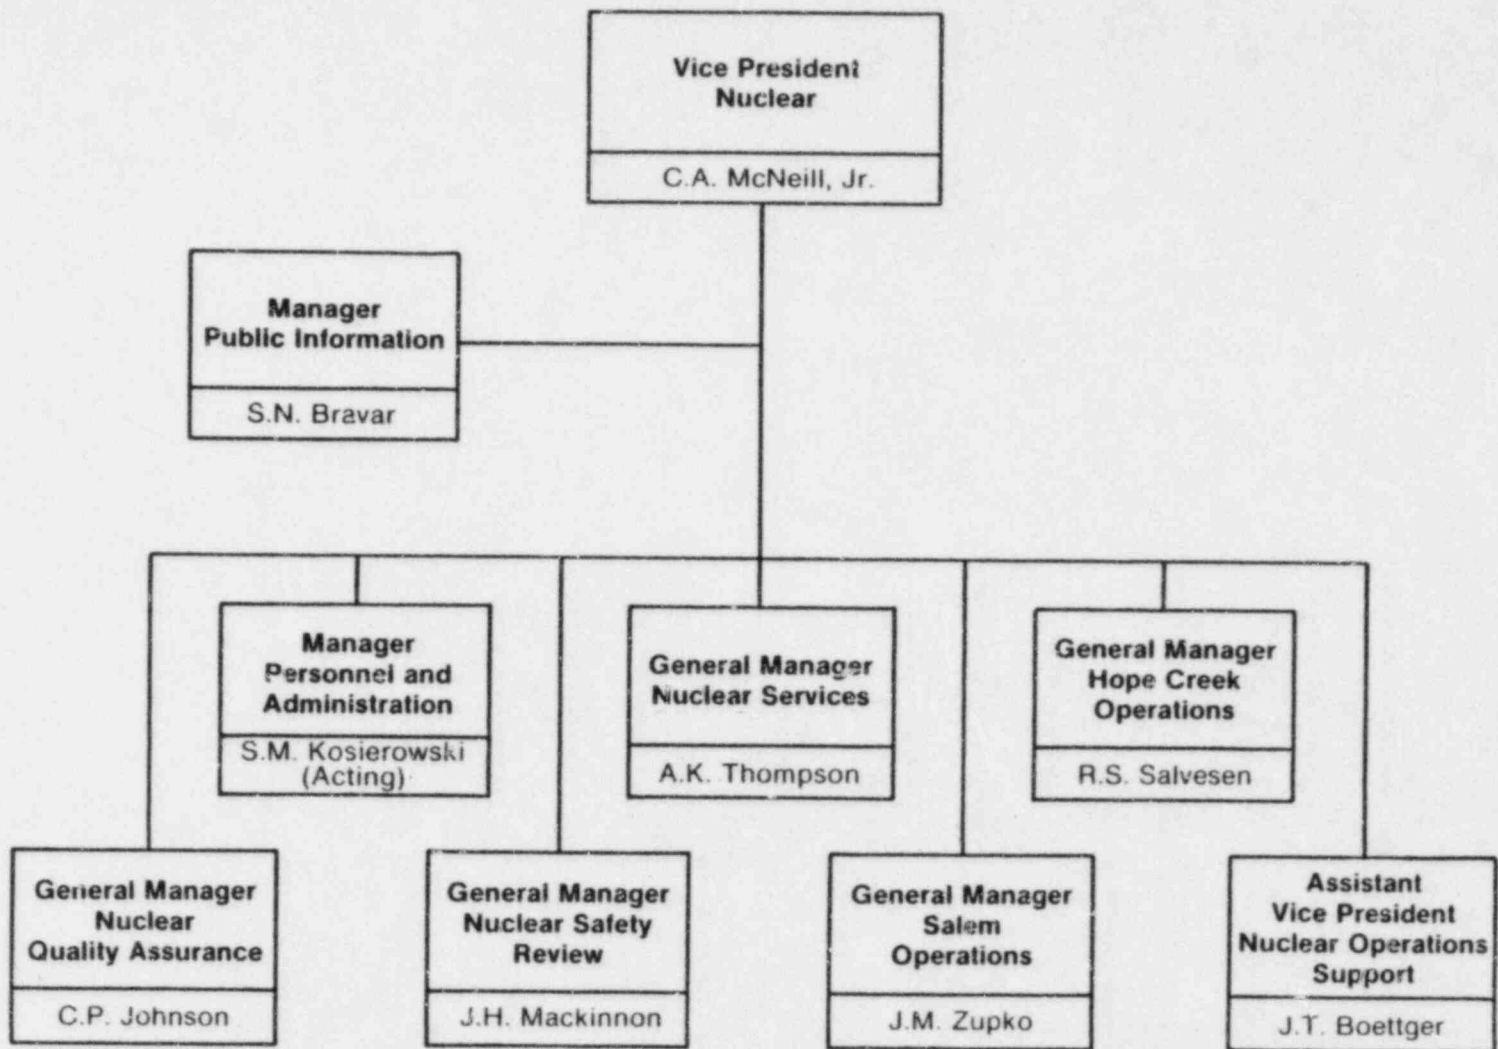 Vice President
Nuclear
C.A. McNeill, Jr.
Manager
Public Information
S.N. Bravar
Manager
Personnel and
Administration
S.M. Kosierowski
(Acting)
General Manager
Nuclear Services
A.K. Thompson
General Manager
Hope Creek
Operations
R.S. Salvesen
General Manager
Nuclear
Quality Assurance
C.P. Johnson
General Manager
Nuclear Safety
Review
J.H. Mackinnon
General Manager
Salem
Operations
J.M. Zupko
Assistant
Vice President
Nuclear Operations
Support
J.T. Boettger